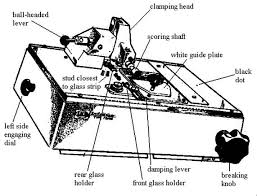 clamping head
ball-headed
lever
scoring shaft
white guide plate
stud closest
to glass strip
black
dot
left side
engaging
dial
rear glass
holder
damping lever
front glass holder
breaking
knob